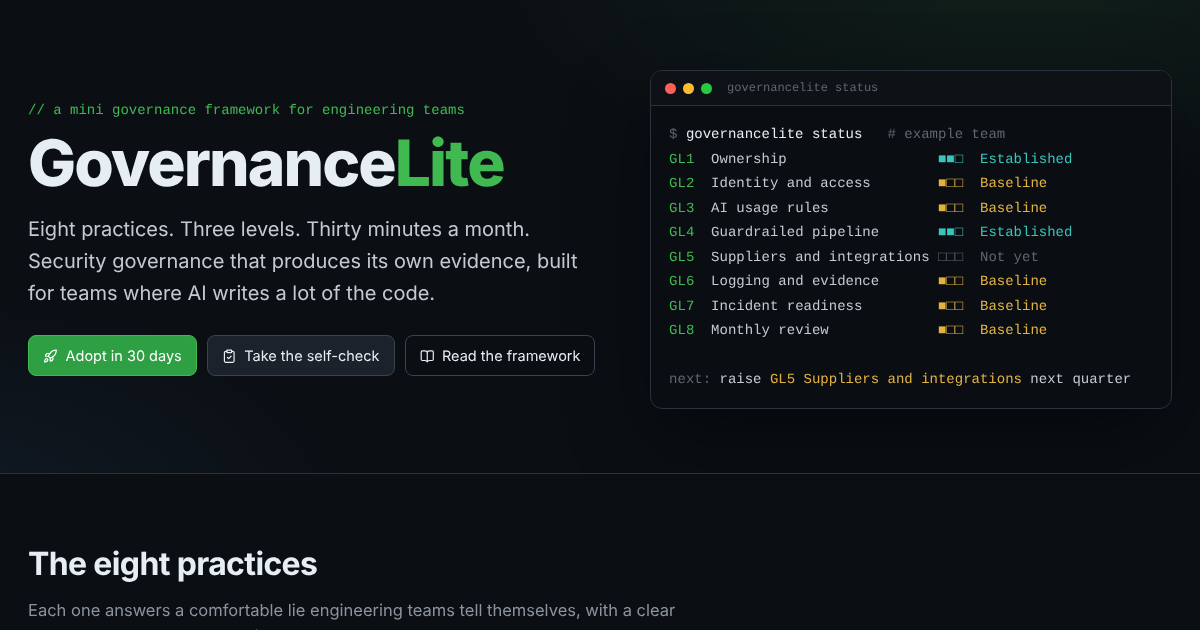 // a mini governance framework for engineering teams
GovernanceLite
Eight practices. Three levels. Thirty minutes a month.
Security governance that produces its own evidence, built
for teams where AI writes a lot of the code.
Adopt in 30 days
Take the self-check
Read the framework
governancelite status
$ governancelite status # example team
GL1 Ownership ■■□ Established
GL2 Identity and access ■□□ Baseline
GL3 AI usage rules ■□□ Baseline
GL4 Guardrailed pipeline ■■□ Established
GL5 Suppliers and integrations □□□ Not yet
GL6 Logging and evidence ■□□ Baseline
GL7 Incident readiness ■□□ Baseline
GL8 Monthly review ■□□ Baseline
next: raise GL5 Suppliers and integrations next quarter
The eight practices
Each one answers a comfortable lie engineering teams tell themselves, with a clear